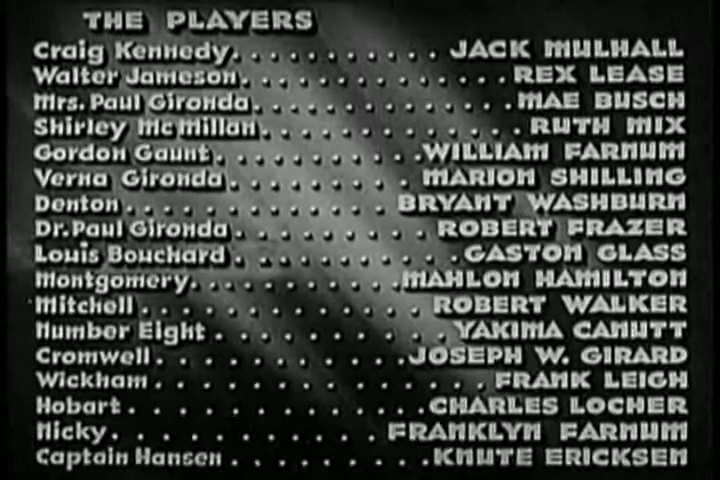 THE PLAYERS
Craig Kennedy. . . . . . . . . . JACK MULHALL
Walter Jameson. . . . . . . . . . . . . REX LEASE
Mrs. Paul Gironda. . . . . . . . . . . . . MAE BUSCH
Shirley McMillan. . . . . . . . . . . . . RUTH MIX
Gordon Gaunt. . . . . . . . . . WILLIAM FARNUM
Verna Gironda. . . . . . . . . MARION SHILLING
Denton. . . . . . . . . . . . BRYANT WASHBURN
Dr. Paul Gironda. . . . . . . . . ROBERT FRAZER
Louis Bouchard. . . . . . . . . . GASTON GLASS
Montgomery. . . . . . . . . . MAHLON HAMILTON
Mitchell. . . . . . . . . . . . ROBERT WALKER
Number Eight. . . . . . . . . . YAKIMA CANUTT
Cromwell. . . . . . . . . . . JOSEPH W. GIRARD
Wickham. . . . . . . . . . . . . . FRANK LEIGH
Hobart. . . . . . . . . . . . CHARLES LOCHER
Nicky. . . . . . . . . . . . FRANKLYN FARNUM
Captain Hansen. . . . . . . . KNUTE ERICKSEN